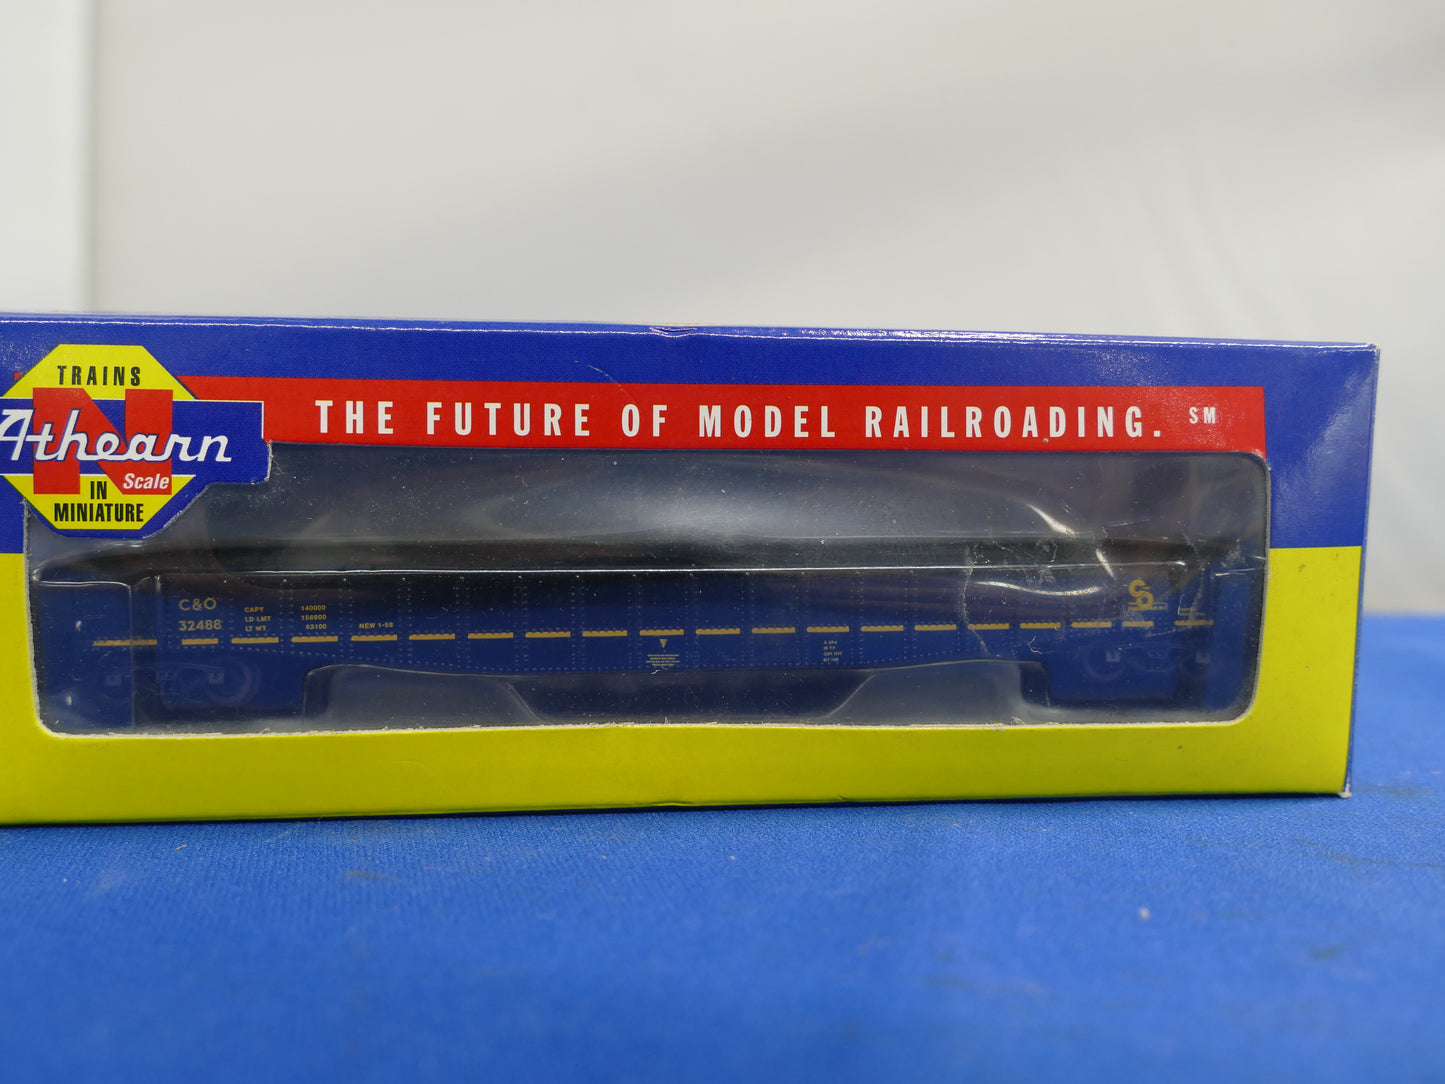 TRAINS
Athearn
N
Scale
IN
MINIATURE
THE FUTURE OF MODEL RAILROADING. SM
C&O
32488
CAPT 140000
LD LMT 156900
LT WT 63100
NEW 1-58